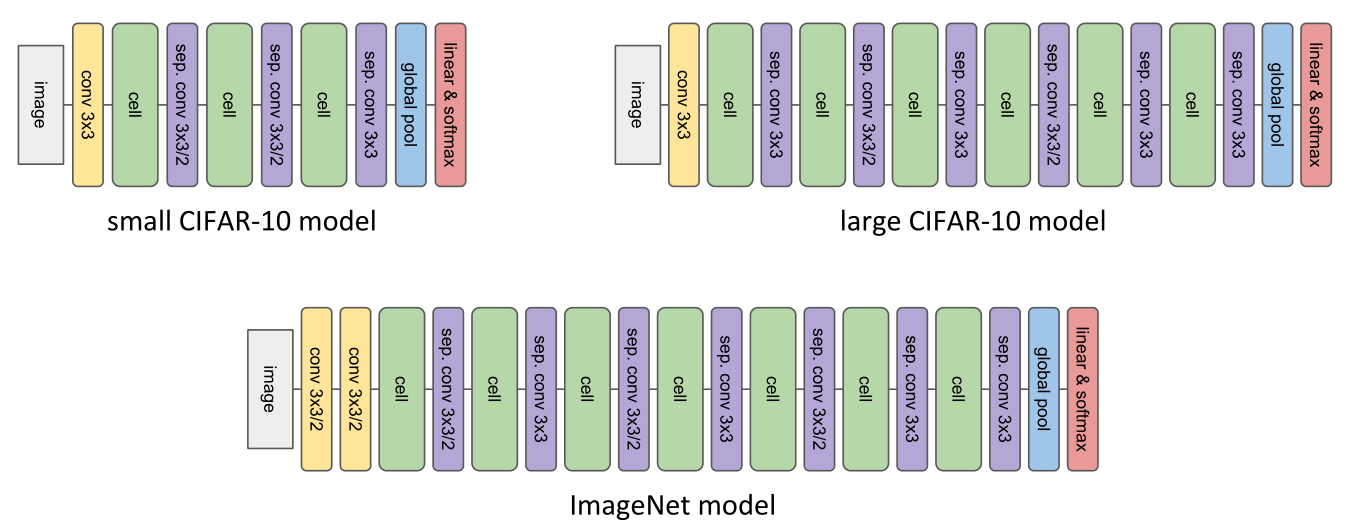 image
conv 3x3
cell
sep. conv 3x3/2
cell
sep. conv 3x3/2
cell
sep. conv 3x3
global pool
linear & softmax
small CIFAR-10 model
image
conv 3x3
cell
sep. conv 3x3
cell
sep. conv 3x3/2
cell
sep. conv 3x3
cell
sep. conv 3x3/2
cell
sep. conv 3x3
cell
sep. conv 3x3
global pool
linear & softmax
large CIFAR-10 model
image
conv 3x3/2
conv 3x3/2
cell
sep. conv 3x3/2
cell
sep. conv 3x3
cell
sep. conv 3x3/2
cell
sep. conv 3x3
cell
sep. conv 3x3/2
cell
sep. conv 3x3
cell
sep. conv 3x3
global pool
linear & softmax
ImageNet model